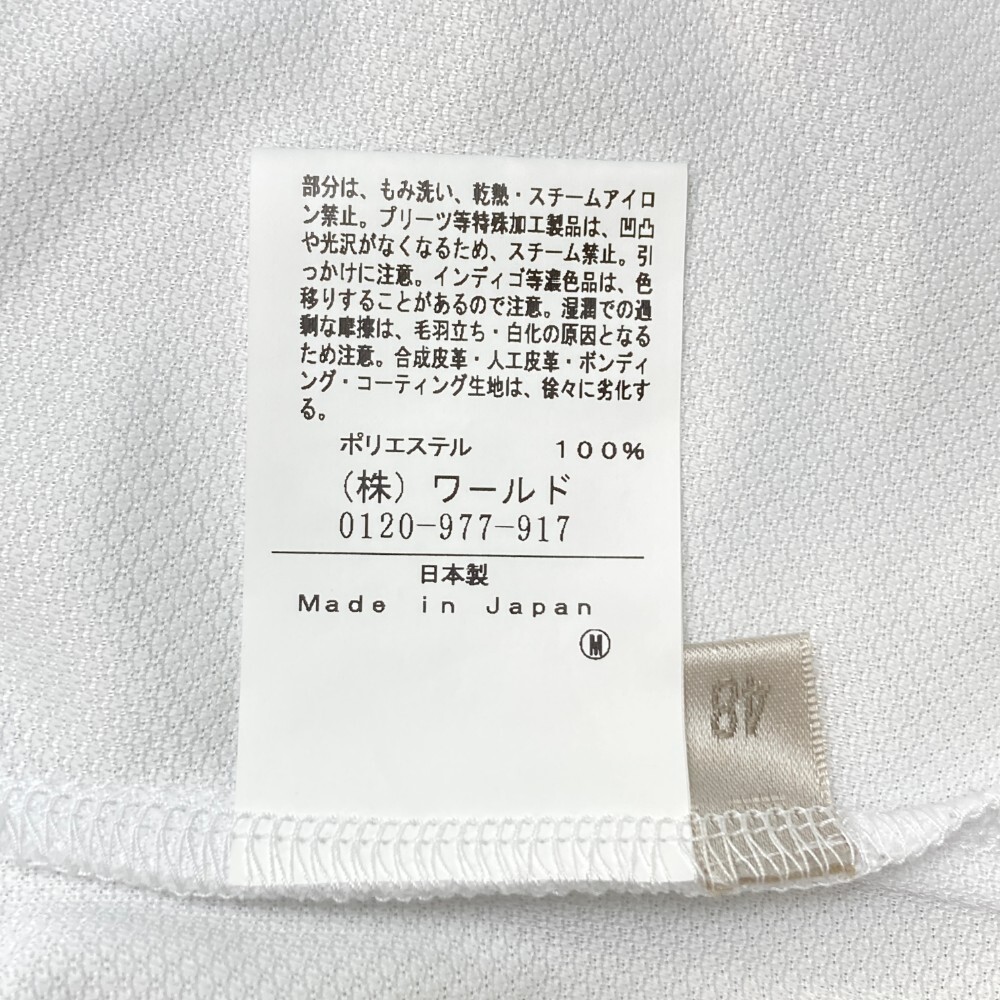 部分は、もみ洗い、乾熱・スチームアイロ
ン禁止。プリーツ等特殊加工製品は、凹凸
や光沢がなくなるため、スチーム禁止。引
っかけに注意。インディゴ等濃色品は、色
移りすることがあるので注意。湿潤での過
剰な摩擦は、毛羽立ち・白化の原因となる
ため注意。合成皮革・人工皮革・ボンディ
ング・コーティング生地は、徐々に劣化す
る。
ポリエステル 100%
(株)ワールド
0120-977-917
日本製
Made in Japan
Ⓜ
48